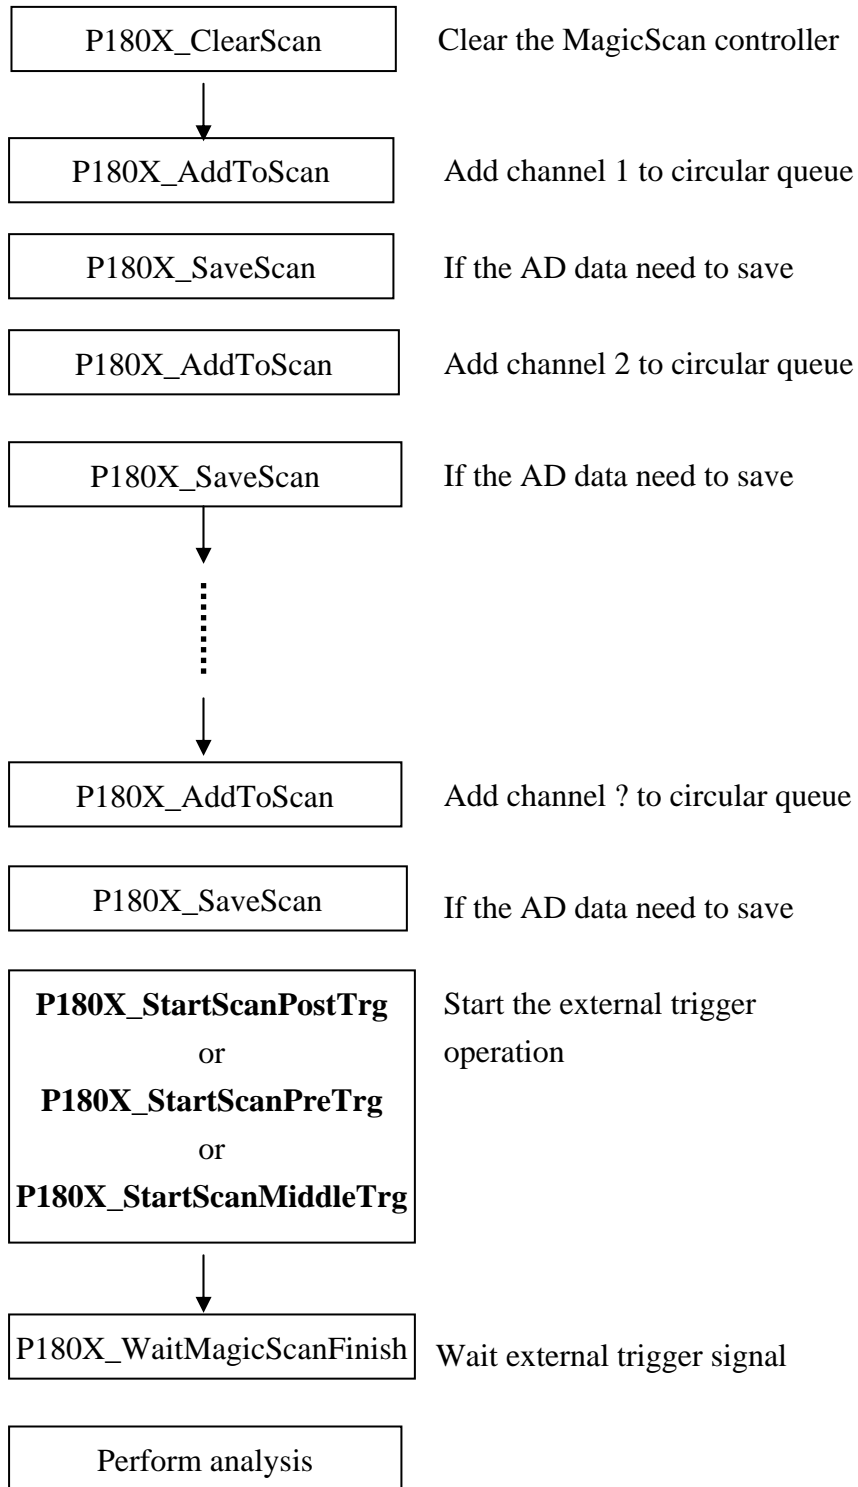 P180X_ClearScan
Clear the MagicScan controller
P180X_AddToScan
Add channel 1 to circular queue
P180X_SaveScan
If the AD data need to save
P180X_AddToScan
Add channel 2 to circular queue
P180X_SaveScan
If the AD data need to save
P180X_AddToScan
Add channel ? to circular queue
P180X_SaveScan
If the AD data need to save
P180X_StartScanPostTrg
or
P180X_StartScanPreTrg
or
P180X_StartScanMiddleTrg
Start the external trigger
operation
P180X_WaitMagicScanFinish
Wait external trigger signal
Perform analysis